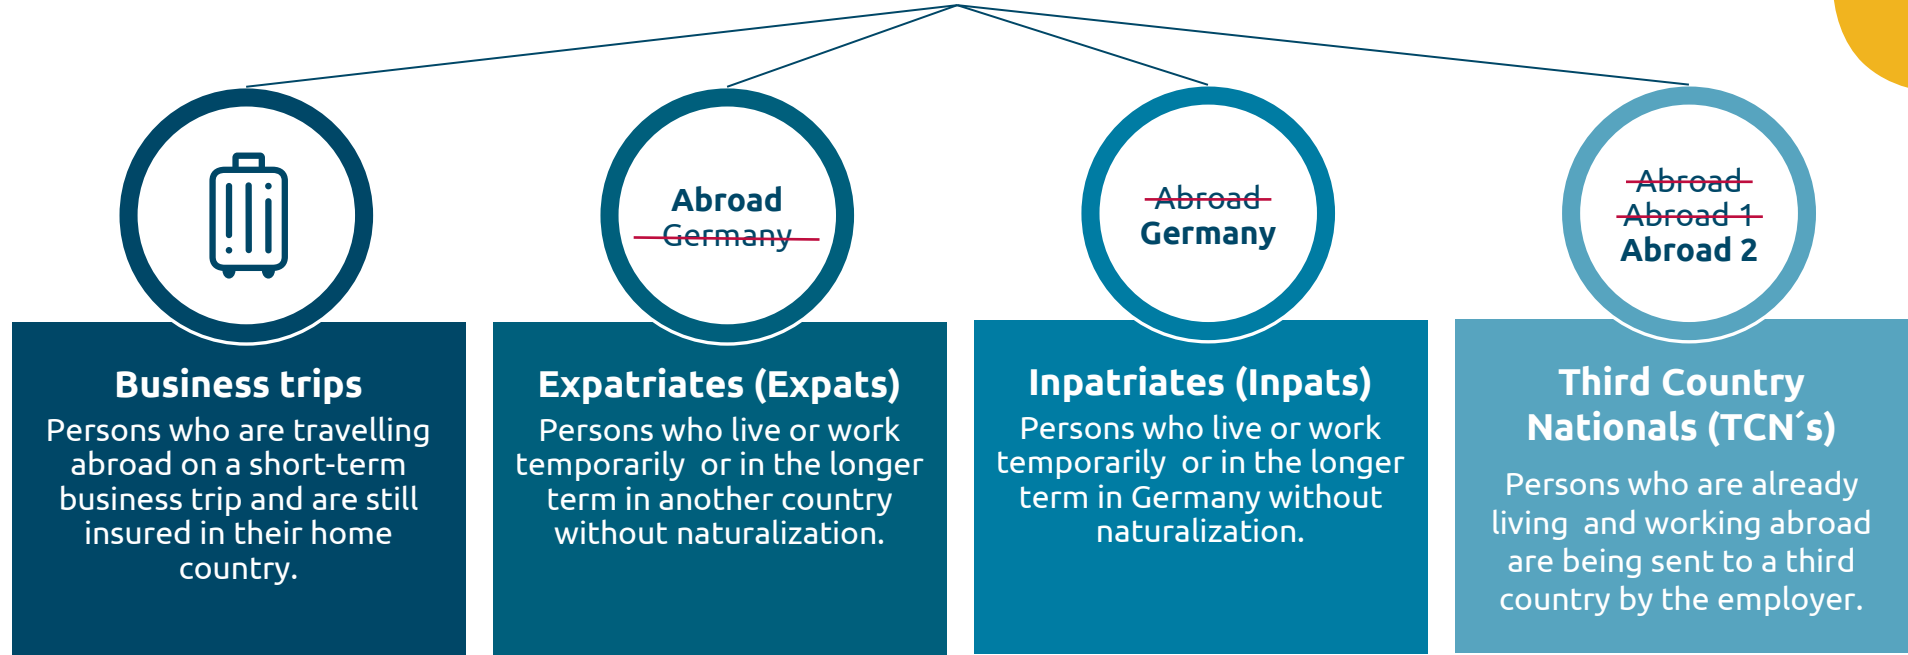 Business trips
Persons who are travelling
abroad on a short-term
business trip and are still
insured in their home
country.
Abroad
Germany
Expatriates (Expats)
Persons who live or work
temporarily  or in the longer
term in another country
without naturalization.
Abroad
Germany
Inpatriates (Inpats)
Persons who live or work
temporarily  or in the longer
term in Germany without
naturalization.
Abroad
Abroad 1
Abroad 2
Third Country
Nationals (TCN´s)
Persons who are already
living  and working abroad
are being sent to a third
country by the employer.